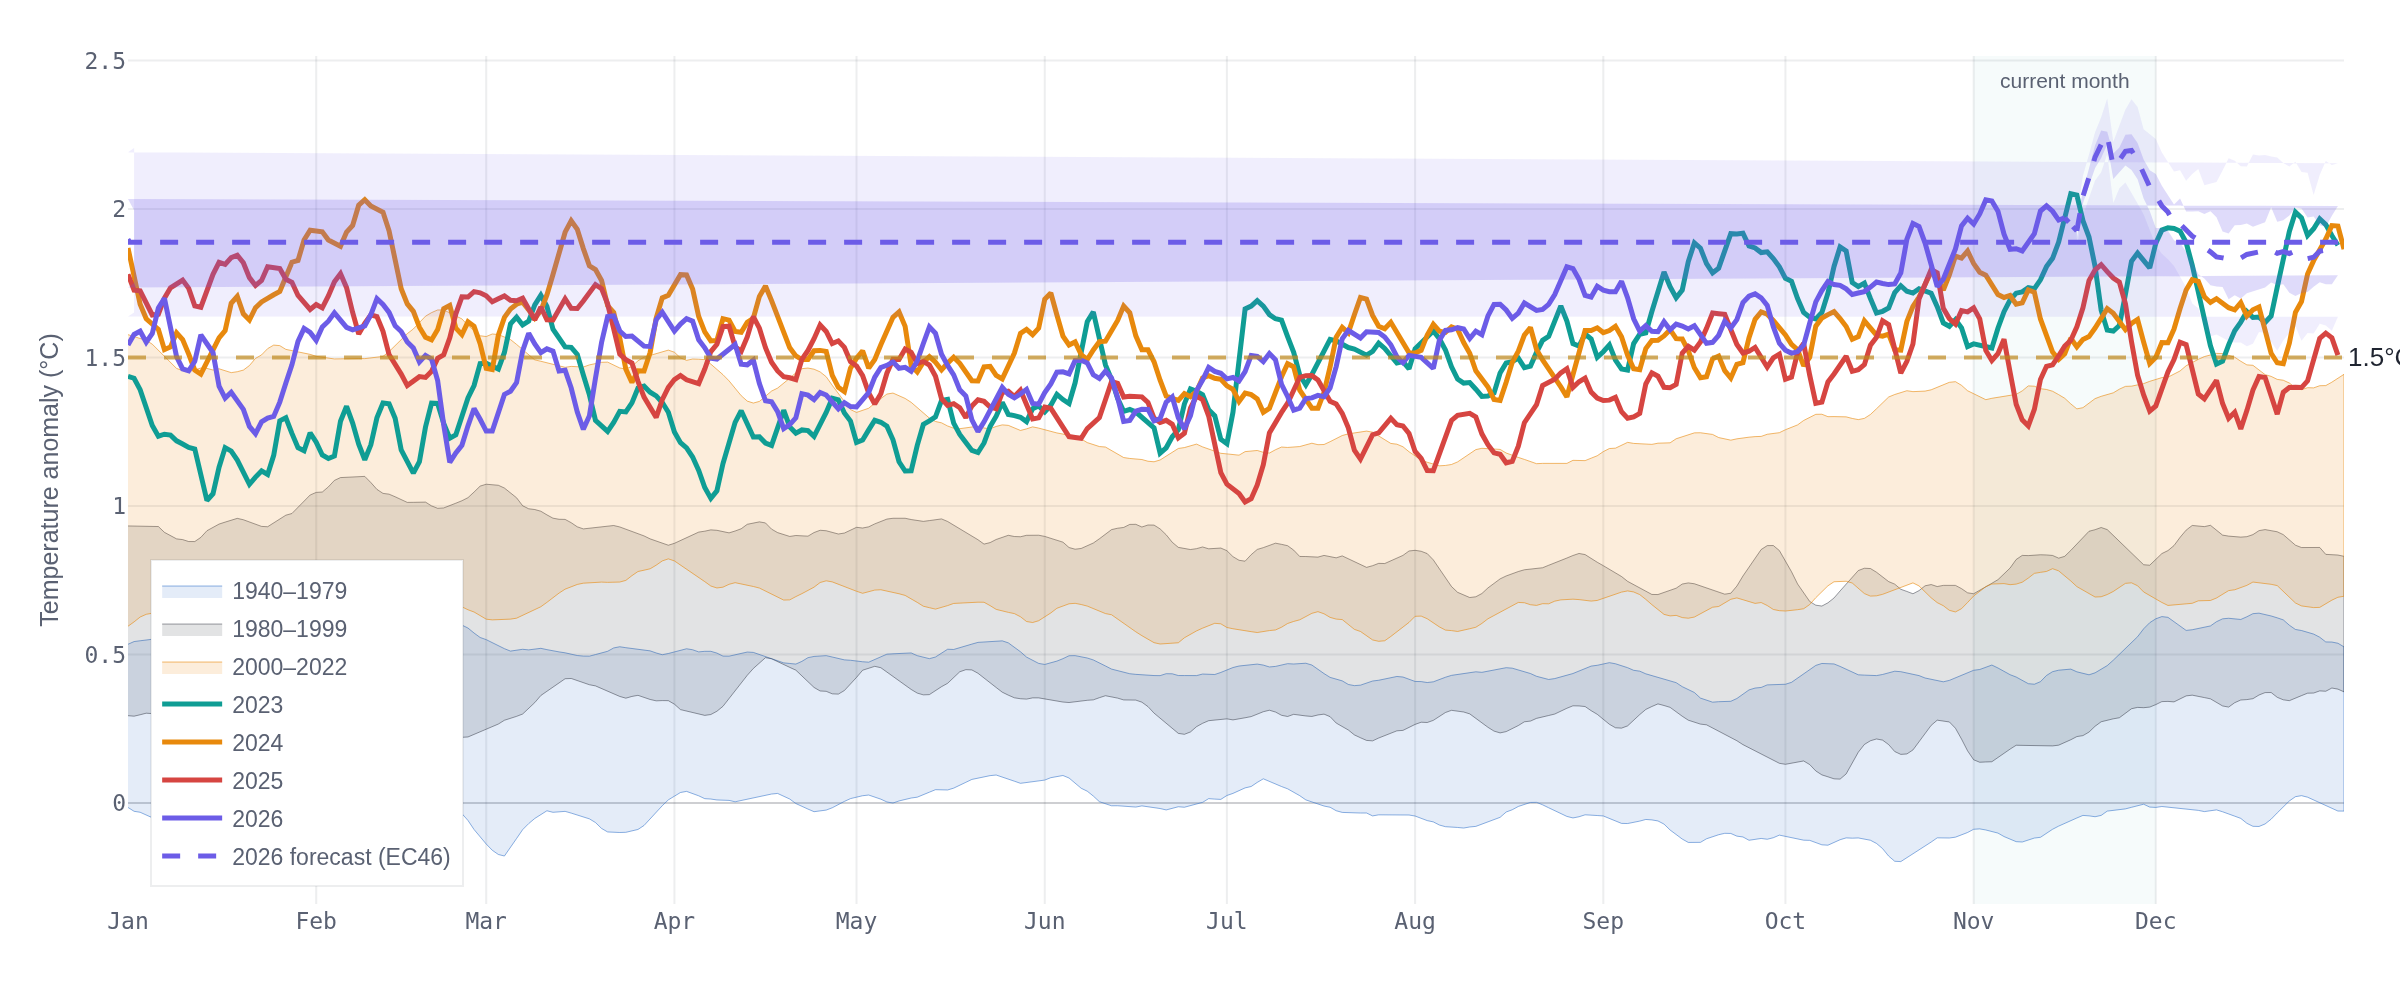 2.5
current month
2
1.5
1.5°C
1
0.5
0
Temperature anomaly (°C)
1940–1979
1980–1999
2000–2022
2023
2024
2025
2026
2026 forecast (EC46)
Jan Feb Mar Apr May Jun Jul Aug Sep Oct Nov Dec